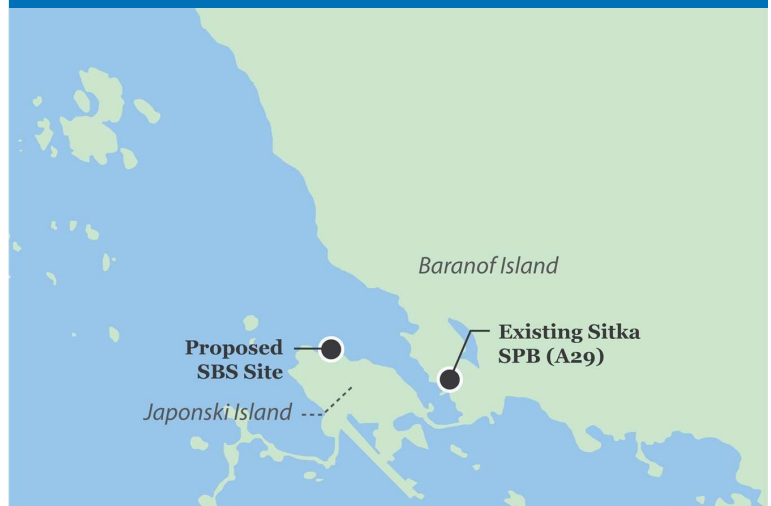 Baranof Island
Proposed
SBS Site
Existing Sitka
SPB (A29)
Japonski Island